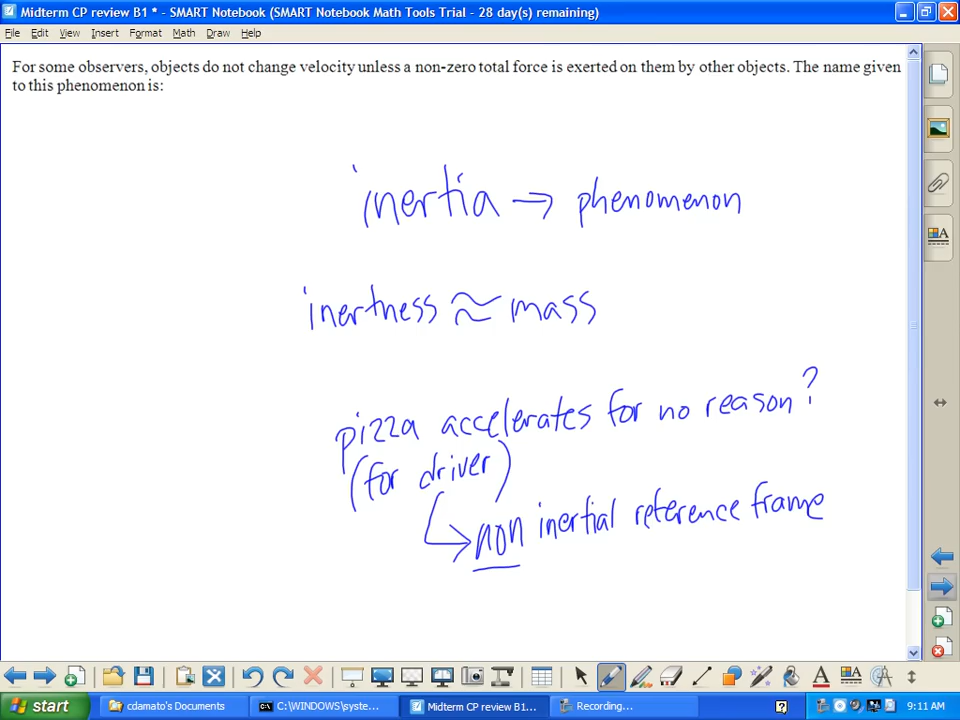 Midterm CP review B1 * - SMART Notebook (SMART Notebook Math Tools Trial - 28 day(s) remaining)
File Edit View Insert Format Math Draw Help
For some observers, objects do not change velocity unless a non-zero total force is exerted on them by other objects. The name given
to this phenomenon is:
inertia → phenomenon
inertness ≈ mass
pizza accelerates for no reason?
(for driver)
non inertial reference frame
start cdamato's Documents C:\WINDOWS\syste... Midterm CP review B1... Recording... 9:11 AM